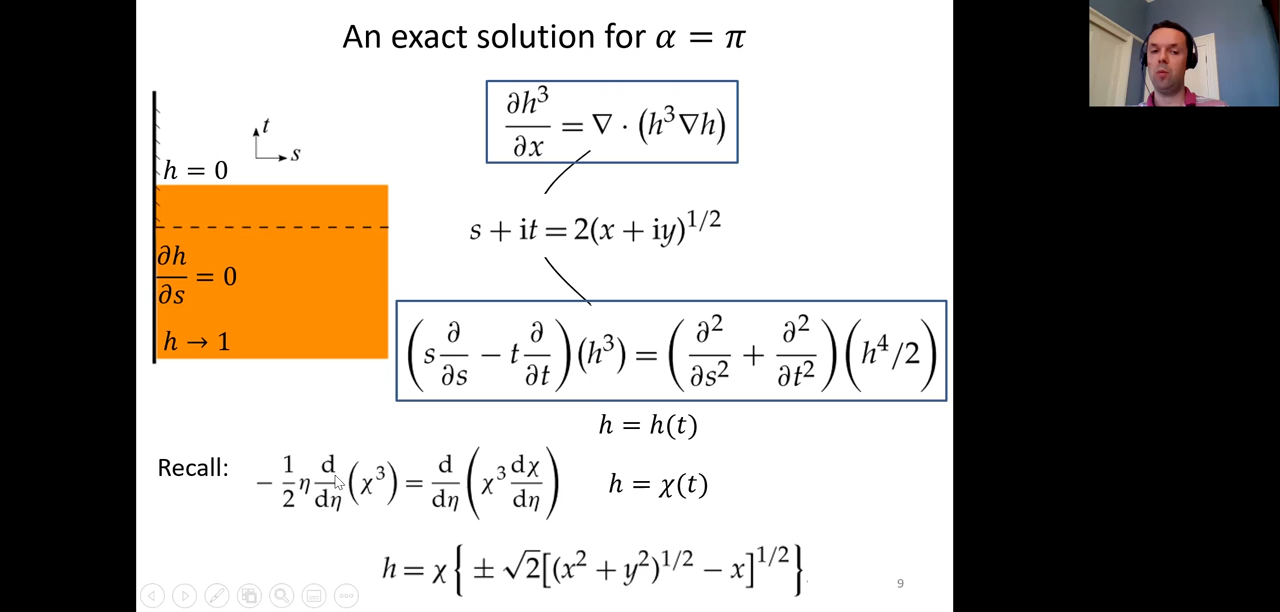 An exact solution for α = π
∂h³/∂x = ∇ · (h³∇h)
t
s
h = 0
s + it = 2(x + iy)^{1/2}
∂h/∂s = 0
h → 1
(s ∂/∂s − t ∂/∂t)(h³) = (∂²/∂s² + ∂²/∂t²)(h⁴/2)
h = h(t)
Recall:
−1/2 η d/dη (χ³) = d/dη (χ³ dχ/dη)
h = χ(t)
h = χ{ ± √2[(x² + y²)^{1/2} − x]^{1/2} }
9